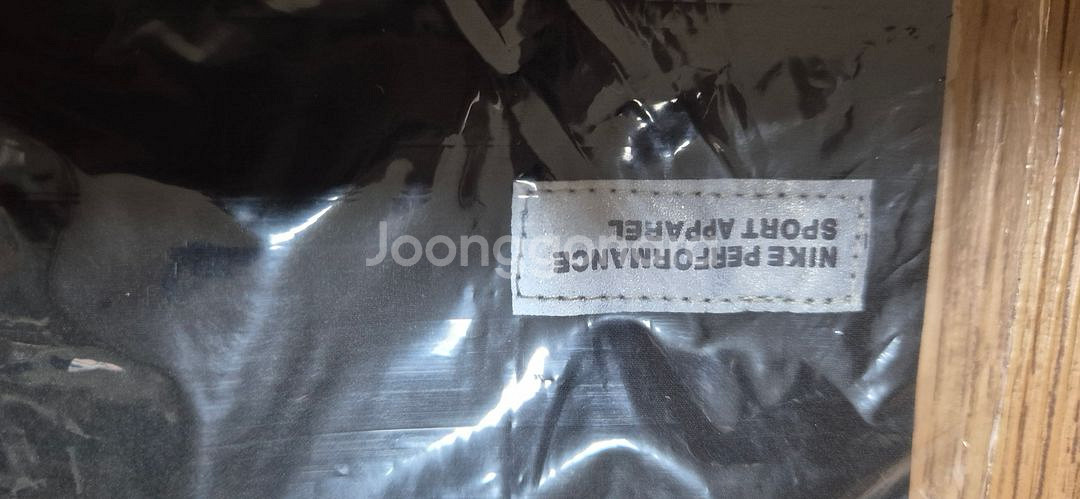 NIKE PERFORMANCE
SPORT APPAREL